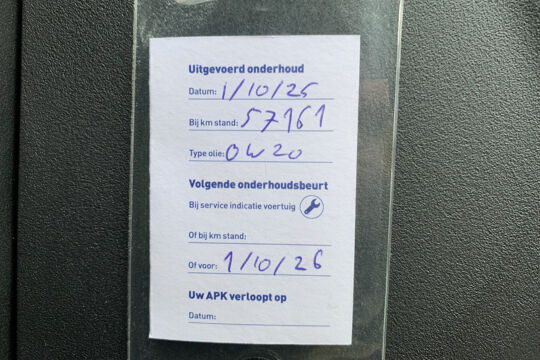 Uitgevoerd onderhoud
Datum: 1/10/25
Bij km stand: 57161
Type olie: 0W20
Volgende onderhoudsbeurt
Bij service indicatie voertuig
Of bij km stand:
Of voor: 1/10/26
Uw APK verloopt op
Datum: